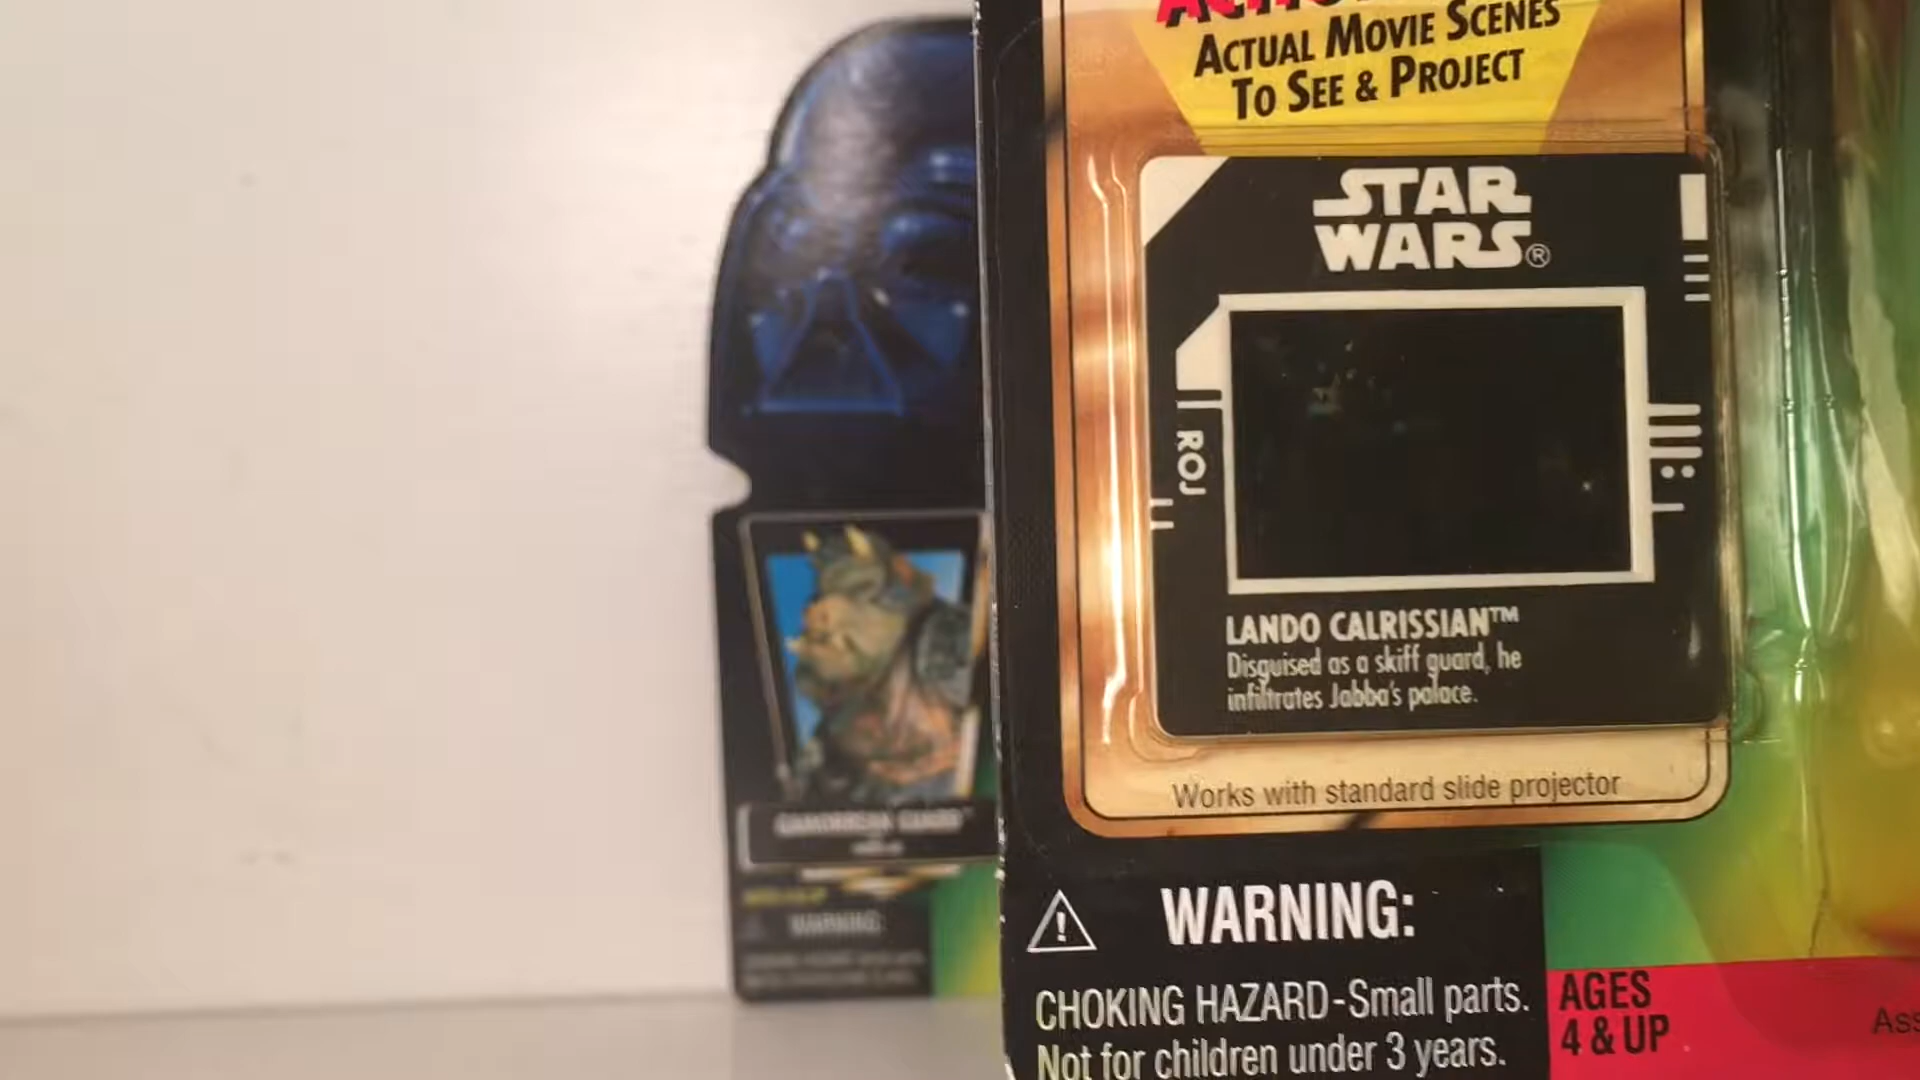 ACTUAL MOVIE SCENES
TO SEE & PROJECT
STAR
WARS®
ROJ
LANDO CALRISSIAN™
Disguised as a skiff guard, he
infiltrates Jabba's palace.
Works with standard slide projector
WARNING:
CHOKING HAZARD-Small parts.
Not for children under 3 years.
AGES
4 & UP
GAMORREAN GUARD
WARNING: